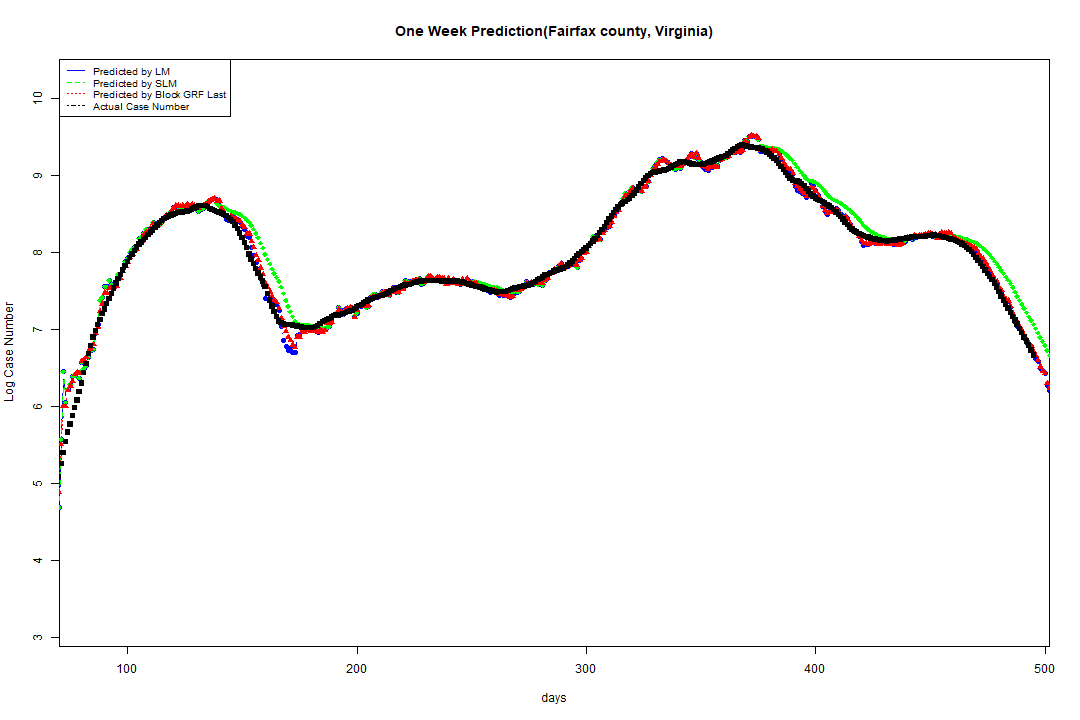 One Week Prediction(Fairfax county, Virginia)
Predicted by LM
Predicted by SLM
Predicted by Block GRF Last
Actual Case Number
10
9
8
7
6
5
4
3
Log Case Number
100 200 300 400 500
days